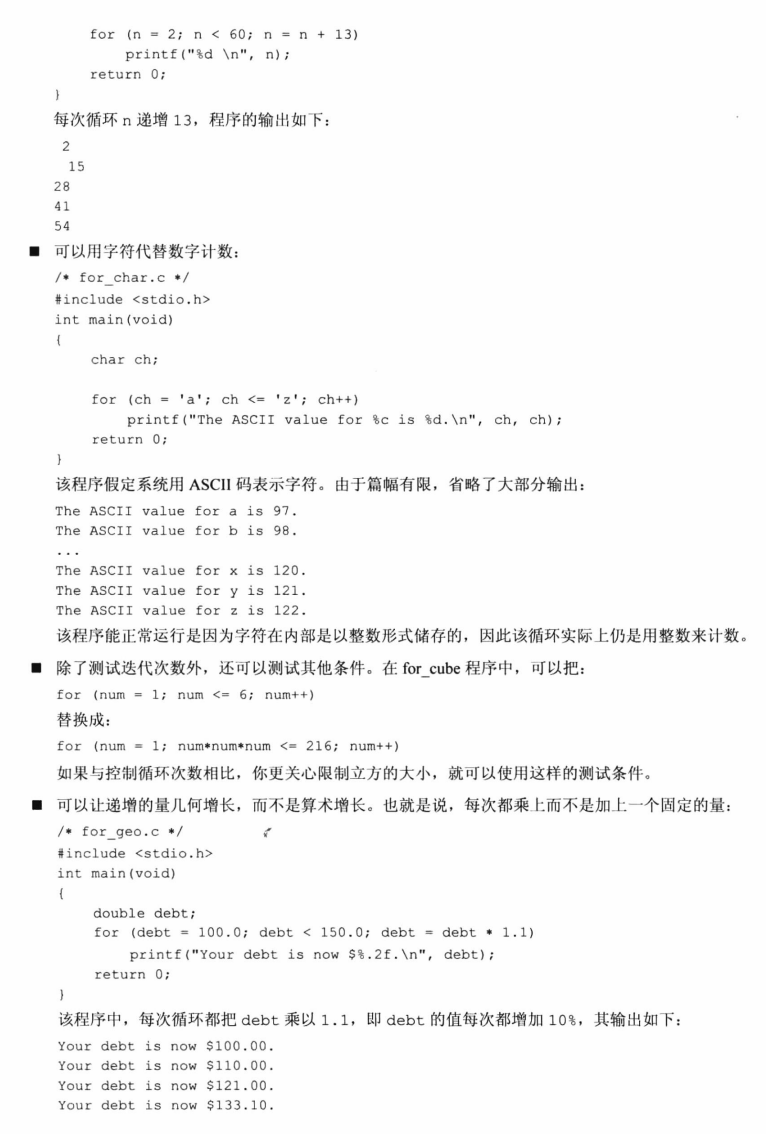 for (n = 2; n < 60; n = n + 13)
printf("%d \n", n);
return 0;
}
每次循环 n 递增 13，程序的输出如下：
2
15
28
41
54
■ 可以用字符代替数字计数：
/* for_char.c */
#include <stdio.h>
int main(void)
{
char ch;
for (ch = 'a'; ch <= 'z'; ch++)
printf("The ASCII value for %c is %d.\n", ch, ch);
return 0;
}
该程序假定系统用 ASCII 码表示字符。由于篇幅有限，省略了大部分输出：
The ASCII value for a is 97.
The ASCII value for b is 98.
...
The ASCII value for x is 120.
The ASCII value for y is 121.
The ASCII value for z is 122.
该程序能正常运行是因为字符在内部是以整数形式储存的，因此该循环实际上仍是用整数来计数。
■ 除了测试迭代次数外，还可以测试其他条件。在 for_cube 程序中，可以把：
for (num = 1; num <= 6; num++)
替换成：
for (num = 1; num*num*num <= 216; num++)
如果与控制循环次数相比，你更关心限制立方的大小，就可以使用这样的测试条件。
■ 可以让递增的量几何增长，而不是算术增长。也就是说，每次都乘上而不是加上一个固定的量：
/* for_geo.c */
#include <stdio.h>
int main(void)
{
double debt;
for (debt = 100.0; debt < 150.0; debt = debt * 1.1)
printf("Your debt is now $%.2f.\n", debt);
return 0;
}
该程序中，每次循环都把 debt 乘以 1.1，即 debt 的值每次都增加 10%，其输出如下：
Your debt is now $100.00.
Your debt is now $110.00.
Your debt is now $121.00.
Your debt is now $133.10.